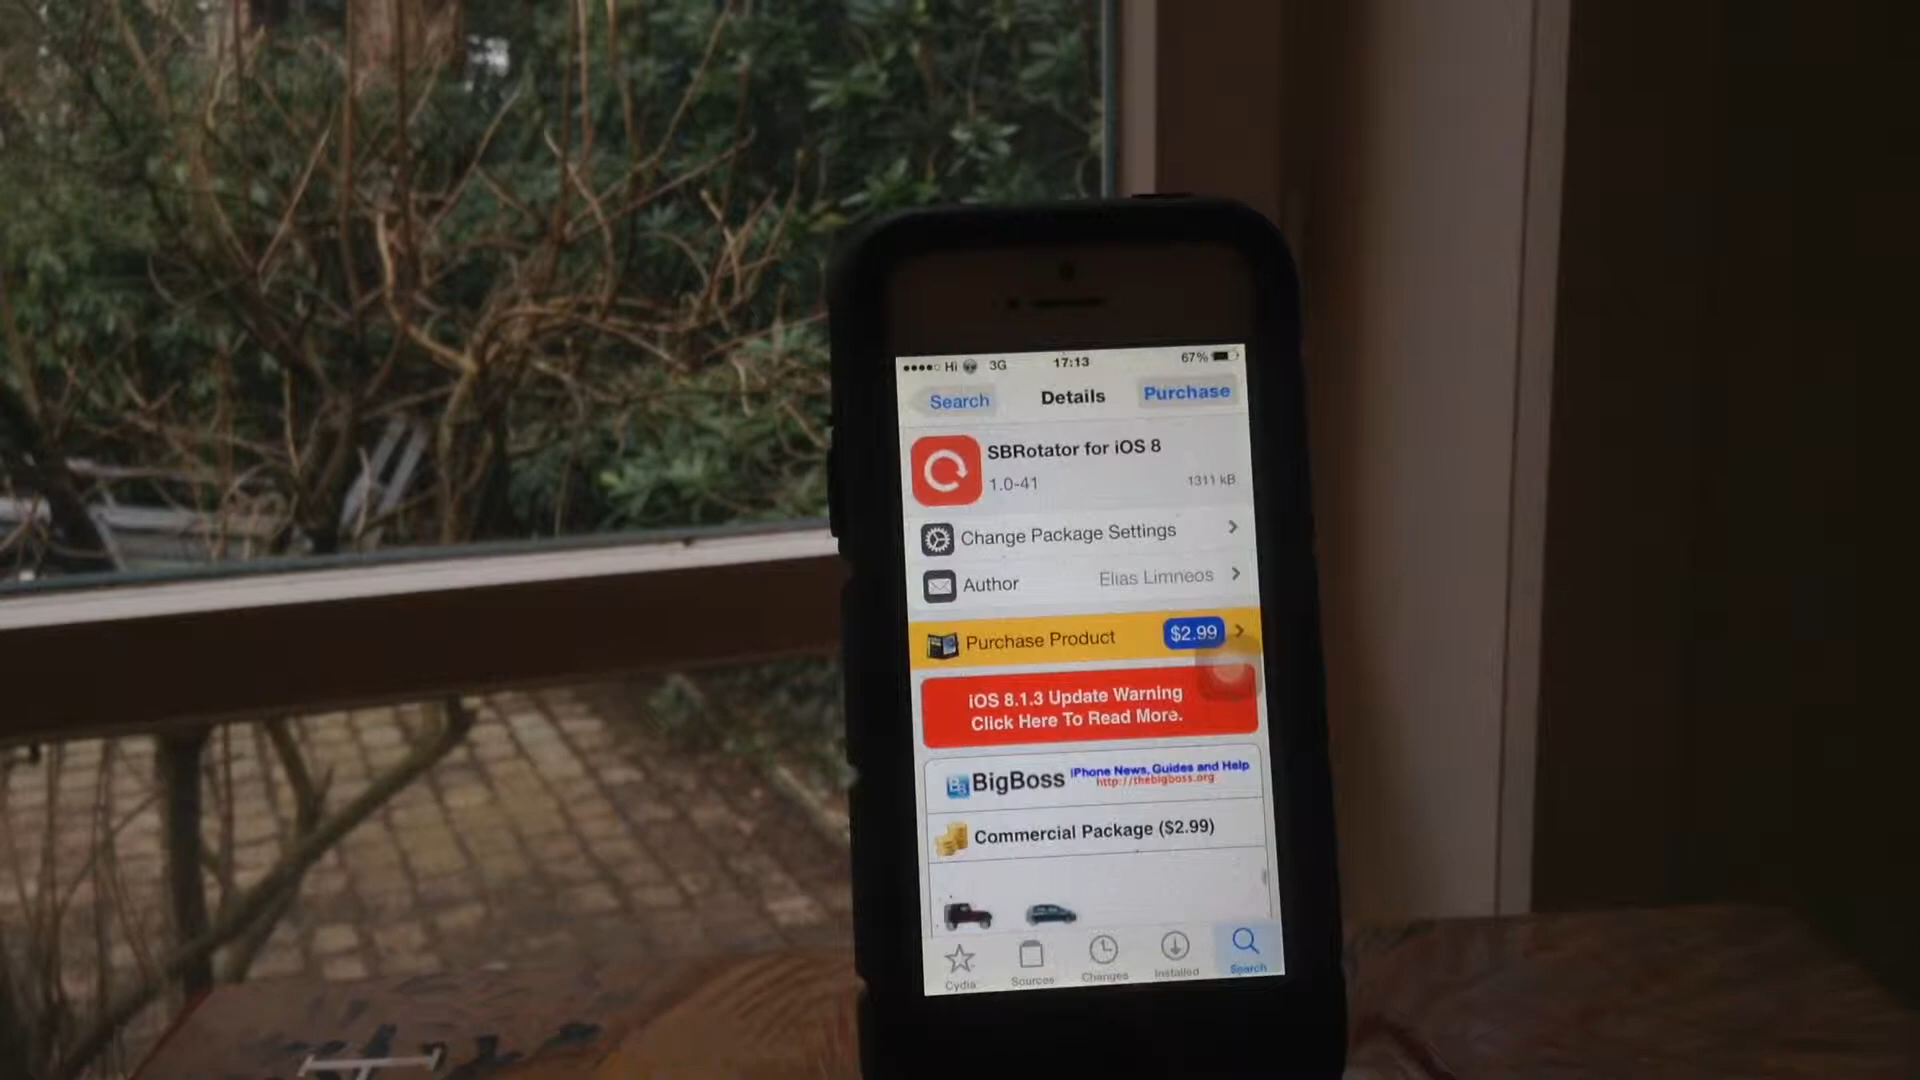 Hi 3G 17:13 67%
Search Details Purchase
SBRotator for iOS 8
1.0-41 1311 kB
Change Package Settings
Author Elias Limneos
Purchase Product $2.99
iOS 8.1.3 Update Warning
Click Here To Read More.
BigBoss iPhone News, Guides and Help
http://thebigboss.org
Commercial Package ($2.99)
Cydia Sources Changes Installed Search